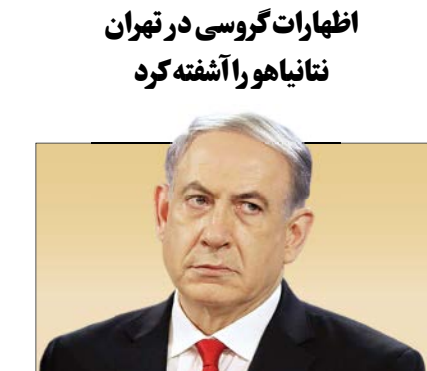 اظهارات گروسی در تهران
نتانیاهو را آشفته کرد